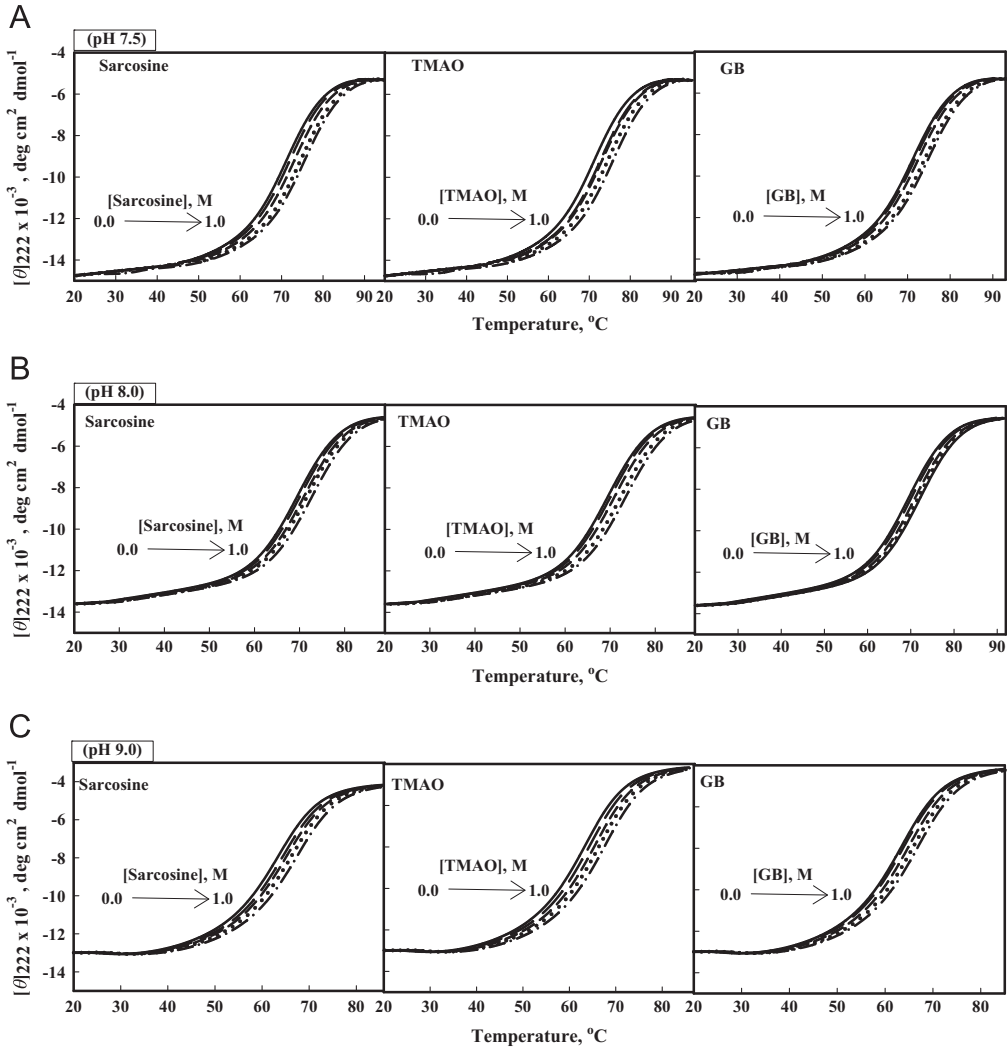 A
(pH 7.5)
Sarcosine
TMAO
GB
-4
-6
-8
-10
-12
-14
[θ]222 x 10-3 , deg cm2 dmol-1
[Sarcosine], M
0.0 1.0
[TMAO], M
0.0 1.0
[GB], M
0.0 1.0
20 30 40 50 60 70 80 90 20 30 40 50 60 70 80 90 20 30 40 50 60 70 80 90
Temperature, oC
B
(pH 8.0)
Sarcosine
TMAO
GB
-4
-6
-8
-10
-12
-14
[θ]222 x 10-3 , deg cm2 dmol-1
[Sarcosine], M
0.0 1.0
[TMAO], M
0.0 1.0
[GB], M
0.0 1.0
20 30 40 50 60 70 80 20 30 40 50 60 70 80 20 30 40 50 60 70 80 90
Temperature, oC
C
(pH 9.0)
Sarcosine
TMAO
GB
-4
-6
-8
-10
-12
-14
[θ]222 x 10-3 , deg cm2 dmol-1
[Sarcosine], M
0.0 1.0
[TMAO], M
0.0 1.0
[GB], M
0.0 1.0
20 30 40 50 60 70 80 20 30 40 50 60 70 80 20 30 40 50 60 70 80
Temperature, oC